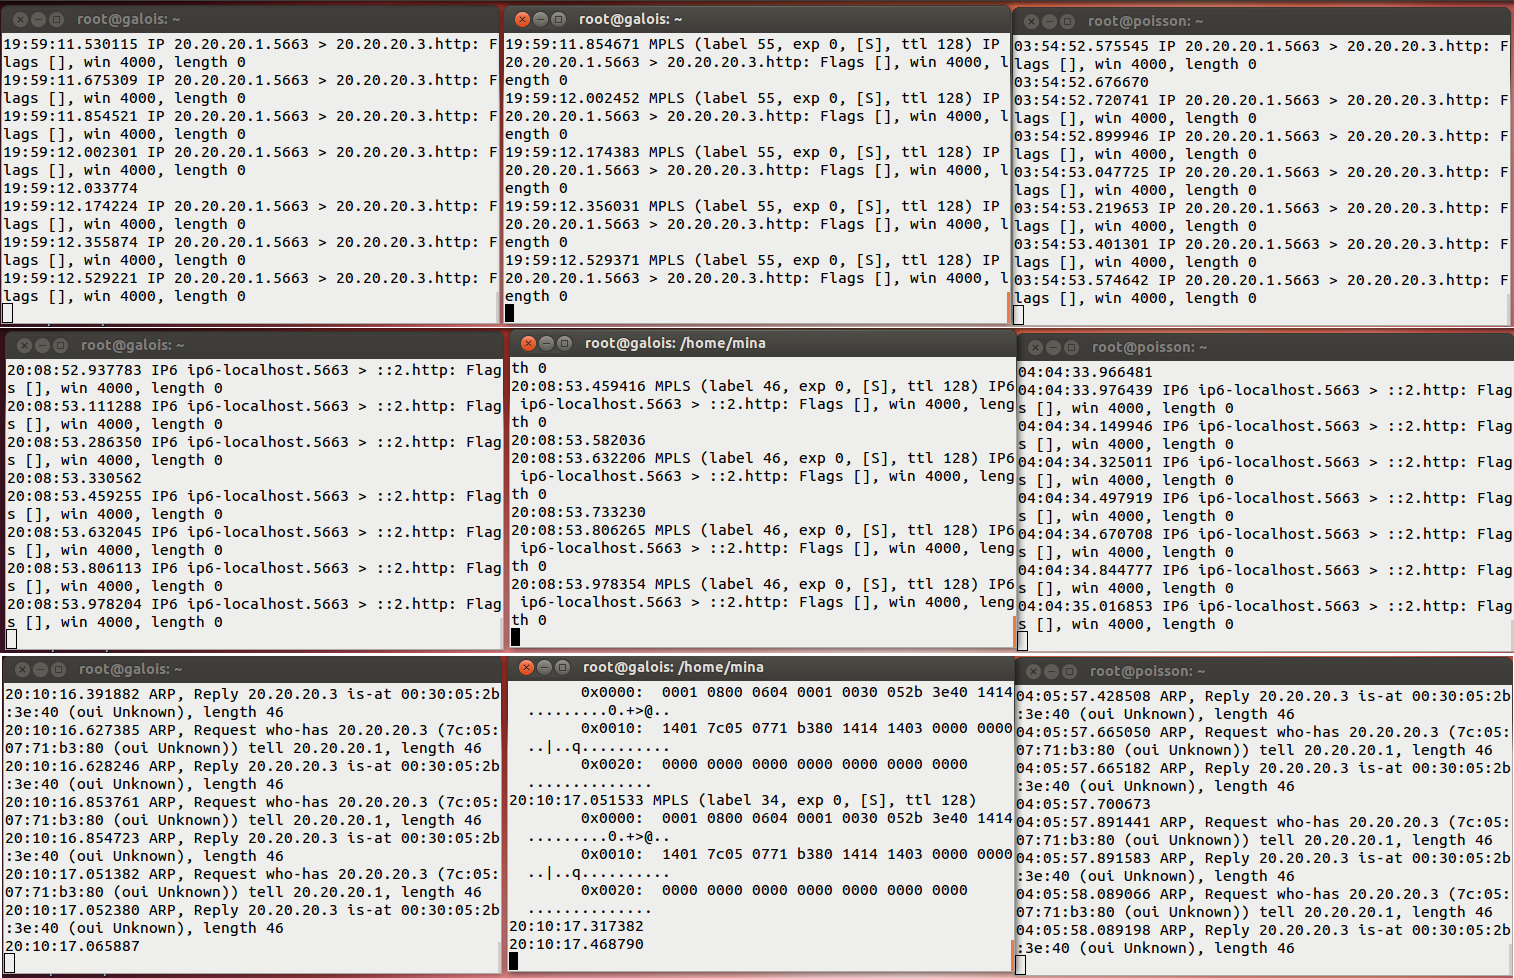 root@galois: ~
19:59:11.530115 IP 20.20.20.1.5663 > 20.20.20.3.http: F
lags [], win 4000, length 0
19:59:11.675309 IP 20.20.20.1.5663 > 20.20.20.3.http: F
lags [], win 4000, length 0
19:59:11.854521 IP 20.20.20.1.5663 > 20.20.20.3.http: F
lags [], win 4000, length 0
19:59:12.002301 IP 20.20.20.1.5663 > 20.20.20.3.http: F
lags [], win 4000, length 0
19:59:12.033774
19:59:12.174224 IP 20.20.20.1.5663 > 20.20.20.3.http: F
lags [], win 4000, length 0
19:59:12.355874 IP 20.20.20.1.5663 > 20.20.20.3.http: F
lags [], win 4000, length 0
19:59:12.529221 IP 20.20.20.1.5663 > 20.20.20.3.http: F
lags [], win 4000, length 0
root@galois: ~
19:59:11.854671 MPLS (label 55, exp 0, [S], ttl 128) IP
20.20.20.1.5663 > 20.20.20.3.http: Flags [], win 4000, l
ength 0
19:59:12.002452 MPLS (label 55, exp 0, [S], ttl 128) IP
20.20.20.1.5663 > 20.20.20.3.http: Flags [], win 4000, l
ength 0
19:59:12.174383 MPLS (label 55, exp 0, [S], ttl 128) IP
20.20.20.1.5663 > 20.20.20.3.http: Flags [], win 4000, l
ength 0
19:59:12.356031 MPLS (label 55, exp 0, [S], ttl 128) IP
20.20.20.1.5663 > 20.20.20.3.http: Flags [], win 4000, l
ength 0
19:59:12.529371 MPLS (label 55, exp 0, [S], ttl 128) IP
20.20.20.1.5663 > 20.20.20.3.http: Flags [], win 4000, l
ength 0
root@poisson: ~
03:54:52.575545 IP 20.20.20.1.5663 > 20.20.20.3.http: F
lags [], win 4000, length 0
03:54:52.676670
03:54:52.720741 IP 20.20.20.1.5663 > 20.20.20.3.http: F
lags [], win 4000, length 0
03:54:52.899946 IP 20.20.20.1.5663 > 20.20.20.3.http: F
lags [], win 4000, length 0
03:54:53.047725 IP 20.20.20.1.5663 > 20.20.20.3.http: F
lags [], win 4000, length 0
03:54:53.219653 IP 20.20.20.1.5663 > 20.20.20.3.http: F
lags [], win 4000, length 0
03:54:53.401301 IP 20.20.20.1.5663 > 20.20.20.3.http: F
lags [], win 4000, length 0
03:54:53.574642 IP 20.20.20.1.5663 > 20.20.20.3.http: F
lags [], win 4000, length 0
root@galois: ~
20:08:52.937783 IP6 ip6-localhost.5663 > ::2.http: Flag
s [], win 4000, length 0
20:08:53.111288 IP6 ip6-localhost.5663 > ::2.http: Flag
s [], win 4000, length 0
20:08:53.286350 IP6 ip6-localhost.5663 > ::2.http: Flag
s [], win 4000, length 0
20:08:53.330562
20:08:53.459255 IP6 ip6-localhost.5663 > ::2.http: Flag
s [], win 4000, length 0
20:08:53.632045 IP6 ip6-localhost.5663 > ::2.http: Flag
s [], win 4000, length 0
20:08:53.806113 IP6 ip6-localhost.5663 > ::2.http: Flag
s [], win 4000, length 0
20:08:53.978204 IP6 ip6-localhost.5663 > ::2.http: Flag
s [], win 4000, length 0
root@galois: /home/mina
th 0
20:08:53.459416 MPLS (label 46, exp 0, [S], ttl 128) IP6
ip6-localhost.5663 > ::2.http: Flags [], win 4000, leng
th 0
20:08:53.582036
20:08:53.632206 MPLS (label 46, exp 0, [S], ttl 128) IP6
ip6-localhost.5663 > ::2.http: Flags [], win 4000, leng
th 0
20:08:53.733230
20:08:53.806265 MPLS (label 46, exp 0, [S], ttl 128) IP6
ip6-localhost.5663 > ::2.http: Flags [], win 4000, leng
th 0
20:08:53.978354 MPLS (label 46, exp 0, [S], ttl 128) IP6
ip6-localhost.5663 > ::2.http: Flags [], win 4000, leng
th 0
root@poisson: ~
04:04:33.966481
04:04:33.976439 IP6 ip6-localhost.5663 > ::2.http: Flag
s [], win 4000, length 0
04:04:34.149946 IP6 ip6-localhost.5663 > ::2.http: Flag
s [], win 4000, length 0
04:04:34.325011 IP6 ip6-localhost.5663 > ::2.http: Flag
s [], win 4000, length 0
04:04:34.497919 IP6 ip6-localhost.5663 > ::2.http: Flag
s [], win 4000, length 0
04:04:34.670708 IP6 ip6-localhost.5663 > ::2.http: Flag
s [], win 4000, length 0
04:04:34.844777 IP6 ip6-localhost.5663 > ::2.http: Flag
s [], win 4000, length 0
04:04:35.016853 IP6 ip6-localhost.5663 > ::2.http: Flag
s [], win 4000, length 0
root@galois: ~
20:10:16.391882 ARP, Reply 20.20.20.3 is-at 00:30:05:2b
:3e:40 (oui Unknown), length 46
20:10:16.627385 ARP, Request who-has 20.20.20.3 (7c:05:
07:71:b3:80 (oui Unknown)) tell 20.20.20.1, length 46
20:10:16.628246 ARP, Reply 20.20.20.3 is-at 00:30:05:2b
:3e:40 (oui Unknown), length 46
20:10:16.853761 ARP, Request who-has 20.20.20.3 (7c:05:
07:71:b3:80 (oui Unknown)) tell 20.20.20.1, length 46
20:10:16.854723 ARP, Reply 20.20.20.3 is-at 00:30:05:2b
:3e:40 (oui Unknown), length 46
20:10:17.051382 ARP, Request who-has 20.20.20.3 (7c:05:
07:71:b3:80 (oui Unknown)) tell 20.20.20.1, length 46
20:10:17.052380 ARP, Reply 20.20.20.3 is-at 00:30:05:2b
:3e:40 (oui Unknown), length 46
20:10:17.065887
root@galois: /home/mina
0x0000:  0001 0800 0604 0001 0030 052b 3e40 1414
.........0.+>@..
0x0010:  1401 7c05 0771 b380 1414 1403 0000 0000
..|..q..........
0x0020:  0000 0000 0000 0000 0000 0000 0000
..............
20:10:17.051533 MPLS (label 34, exp 0, [S], ttl 128)
0x0000:  0001 0800 0604 0001 0030 052b 3e40 1414
.........0.+>@..
0x0010:  1401 7c05 0771 b380 1414 1403 0000 0000
..|..q..........
0x0020:  0000 0000 0000 0000 0000 0000 0000
..............
20:10:17.317382
20:10:17.468790
root@poisson: ~
04:05:57.428508 ARP, Reply 20.20.20.3 is-at 00:30:05:2b
:3e:40 (oui Unknown), length 46
04:05:57.665050 ARP, Request who-has 20.20.20.3 (7c:05:
07:71:b3:80 (oui Unknown)) tell 20.20.20.1, length 46
04:05:57.665182 ARP, Reply 20.20.20.3 is-at 00:30:05:2b
:3e:40 (oui Unknown), length 46
04:05:57.700673
04:05:57.891441 ARP, Request who-has 20.20.20.3 (7c:05:
07:71:b3:80 (oui Unknown)) tell 20.20.20.1, length 46
04:05:57.891583 ARP, Reply 20.20.20.3 is-at 00:30:05:2b
:3e:40 (oui Unknown), length 46
04:05:58.089066 ARP, Request who-has 20.20.20.3 (7c:05:
07:71:b3:80 (oui Unknown)) tell 20.20.20.1, length 46
04:05:58.089198 ARP, Reply 20.20.20.3 is-at 00:30:05:2b
:3e:40 (oui Unknown), length 46